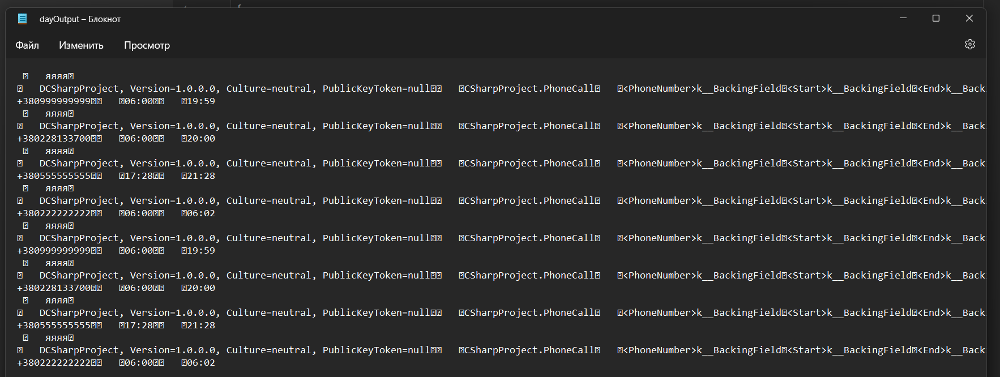 dayOutput – Блокнот
Файл Изменить Просмотр
яяяя
DCSharpProject, Version=1.0.0.0, Culture=neutral, PublicKeyToken=null CSharpProject.PhoneCall <PhoneNumber>k__BackingField <Start>k__BackingField <End>k__Back
+380999999999 06:00 19:59
яяяя
DCSharpProject, Version=1.0.0.0, Culture=neutral, PublicKeyToken=null CSharpProject.PhoneCall <PhoneNumber>k__BackingField <Start>k__BackingField <End>k__Back
+380228133700 06:00 20:00
яяяя
DCSharpProject, Version=1.0.0.0, Culture=neutral, PublicKeyToken=null CSharpProject.PhoneCall <PhoneNumber>k__BackingField <Start>k__BackingField <End>k__Back
+380555555555 17:28 21:28
яяяя
DCSharpProject, Version=1.0.0.0, Culture=neutral, PublicKeyToken=null CSharpProject.PhoneCall <PhoneNumber>k__BackingField <Start>k__BackingField <End>k__Back
+380222222222 06:00 06:02
яяяя
DCSharpProject, Version=1.0.0.0, Culture=neutral, PublicKeyToken=null CSharpProject.PhoneCall <PhoneNumber>k__BackingField <Start>k__BackingField <End>k__Back
+380999999999 06:00 19:59
яяяя
DCSharpProject, Version=1.0.0.0, Culture=neutral, PublicKeyToken=null CSharpProject.PhoneCall <PhoneNumber>k__BackingField <Start>k__BackingField <End>k__Back
+380228133700 06:00 20:00
яяяя
DCSharpProject, Version=1.0.0.0, Culture=neutral, PublicKeyToken=null CSharpProject.PhoneCall <PhoneNumber>k__BackingField <Start>k__BackingField <End>k__Back
+380555555555 17:28 21:28
яяяя
DCSharpProject, Version=1.0.0.0, Culture=neutral, PublicKeyToken=null CSharpProject.PhoneCall <PhoneNumber>k__BackingField <Start>k__BackingField <End>k__Back
+380222222222 06:00 06:02